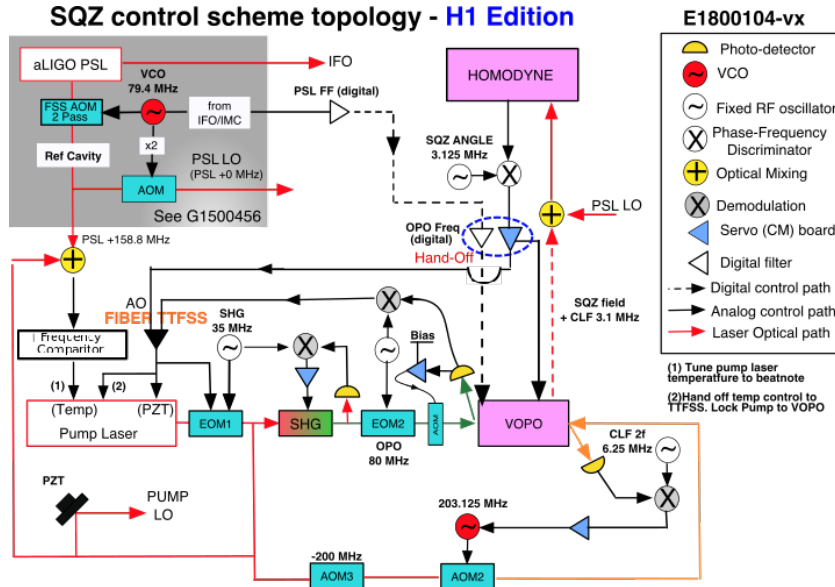 SQZ control scheme topology - H1 Edition
E1800104-vx
aLIGO PSL
IFO
VCO
79.4 MHz
FSS AOM
2 Pass
from
IFO/IMC
PSL FF (digital)
Ref Cavity
x2
PSL LO
(PSL +0 MHz)
AOM
See G1500456
HOMODYNE
SQZ ANGLE
3.125 MHz
PSL LO
OPO Freq
(digital)
Hand-Off
SQZ field
+ CLF 3.1 MHz
PSL +158.8 MHz
AO
FIBER TTFSS
Frequency
Comparitor
SHG
35 MHz
Bias
(1)
(2)
(Temp)
(PZT)
Pump Laser
EOM1
SHG
EOM2
AOM
OPO
80 MHz
VOPO
CLF 2f
6.25 MHz
PZT
PUMP
LO
203.125 MHz
-200 MHz
AOM3
AOM2
Photo-detector
VCO
Fixed RF oscillator
Phase-Frequency
Discriminator
Optical Mixing
Demodulation
Servo (CM) board
Digital filter
Digital control path
Analog control path
Laser Optical path
(1) Tune pump laser
temperatfure to beatnote
(2)Hand off temp control to
TTFSS. Lock Pump to VOPO